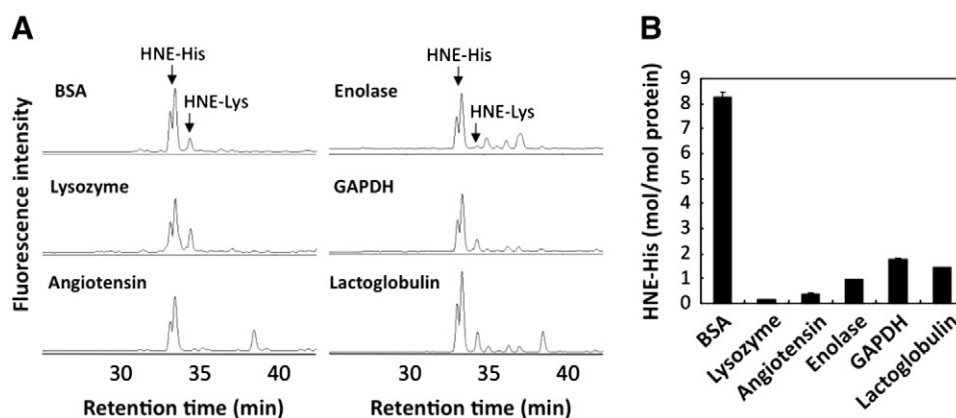 A
B
Fluorescence intensity
BSA
HNE-His
HNE-Lys
Enolase
HNE-His
HNE-Lys
Lysozyme
GAPDH
Angiotensin
Lactoglobulin
30 35 40
30 35 40
Retention time (min)
Retention time (min)
HNE-His (mol/mol protein)
9
8
7
6
5
4
3
2
1
0
BSA
Lysozyme
Angiotensin
Enolase
GAPDH
Lactoglobulin